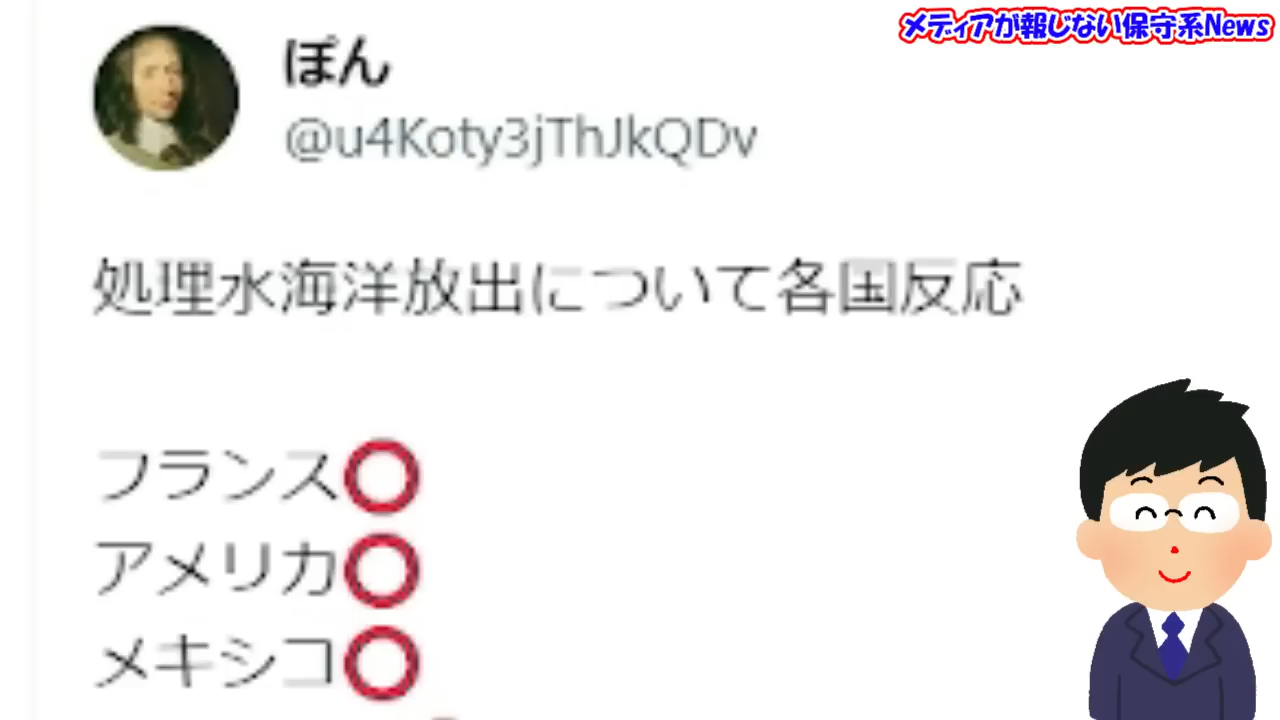 メディアが報じない保守系News
ぽん
@u4Koty3jThJkQDv
処理水海洋放出について各国反応
フランス⭕
アメリカ⭕
メキシコ⭕